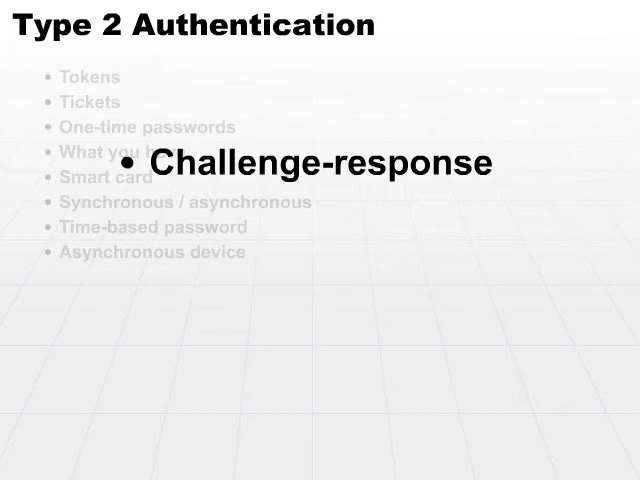 Type 2 Authentication
• Tokens
• Tickets
• One-time passwords
• What you have
• Challenge-response
• Smart card
• Synchronous / asynchronous
• Time-based password
• Asynchronous device